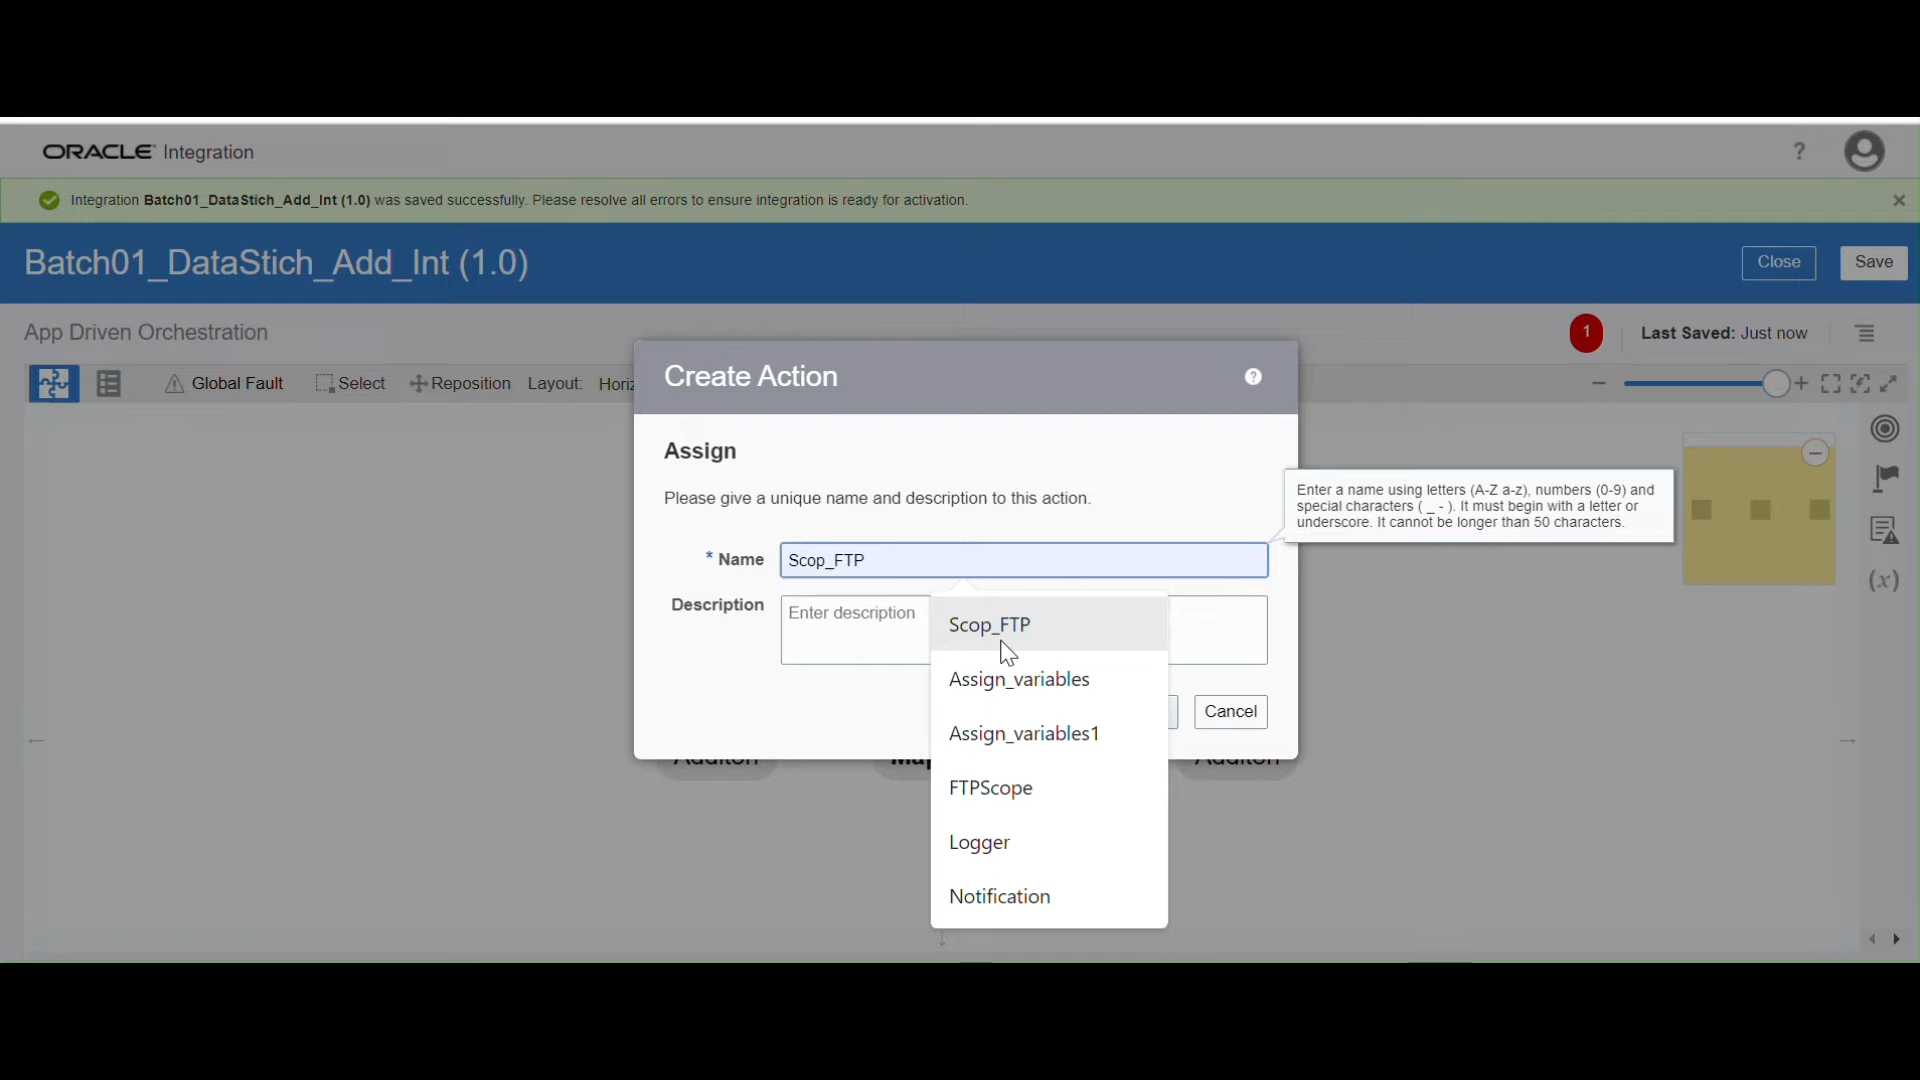 ORACLE Integration
?
Integration Batch01_DataStich_Add_Int (1.0) was saved successfully. Please resolve all errors to ensure integration is ready for activation.
Batch01_DataStich_Add_Int (1.0)
Close
Save
App Driven Orchestration
1
Last Saved: Just now
Global Fault
Select
Reposition
Layout:
Create Action
?
Assign
Please give a unique name and description to this action.
Enter a name using letters (A-Z a-z), numbers (0-9) and
special characters ( _ - ). It must begin with a letter or
underscore. It cannot be longer than 50 characters.
* Name
Scop_FTP
Description
Enter description
Scop_FTP
Assign_variables
Assign_variables1
FTPScope
Logger
Notification
Cancel
(x)